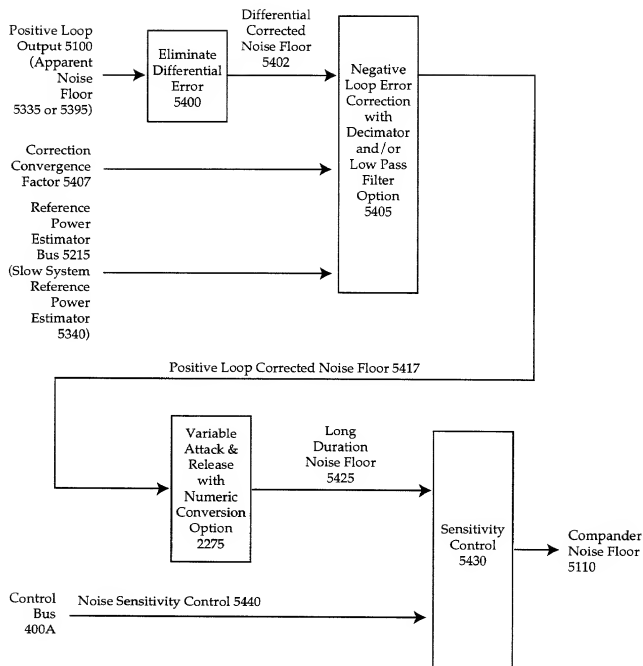 Positive Loop
Output 5100
(Apparent
Noise
Floor
5335 or 5395)
Eliminate
Differential
Error
5400
Differential
Corrected
Noise Floor
5402
Negative
Loop Error
Correction
with
Decimator
and/or
Low Pass
Filter
Option
5405
Correction
Convergence
Factor 5407
Reference
Power
Estimator
Bus 5215
(Slow System
Reference
Power
Estimator
5340)
Positive Loop Corrected Noise Floor 5417
Variable
Attack &
Release
with
Numeric
Conversion
Option
2275
Long
Duration
Noise Floor
5425
Sensitivity
Control
5430
Compander
Noise Floor
5110
Control
Bus
400A
Noise Sensitivity Control 5440